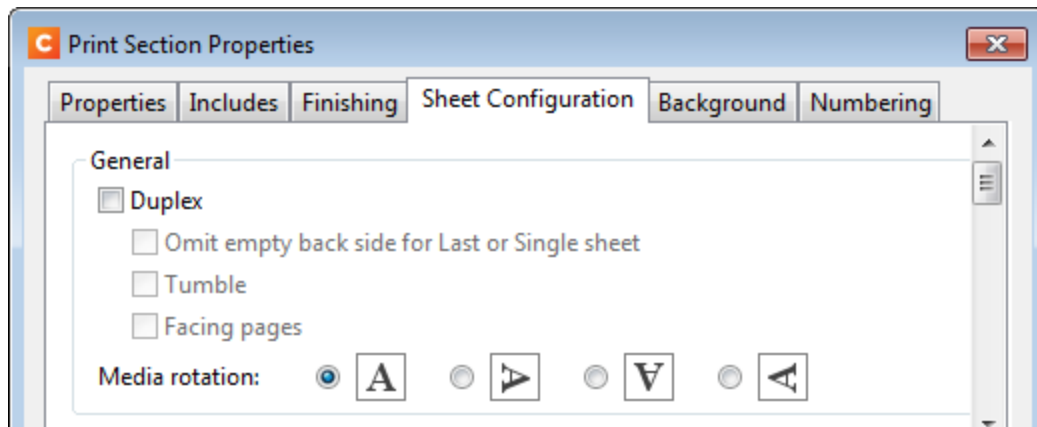 C Print Section Properties
Properties Includes Finishing Sheet Configuration Background Numbering
General
Duplex
Omit empty back side for Last or Single sheet
Tumble
Facing pages
Media rotation: A A A A